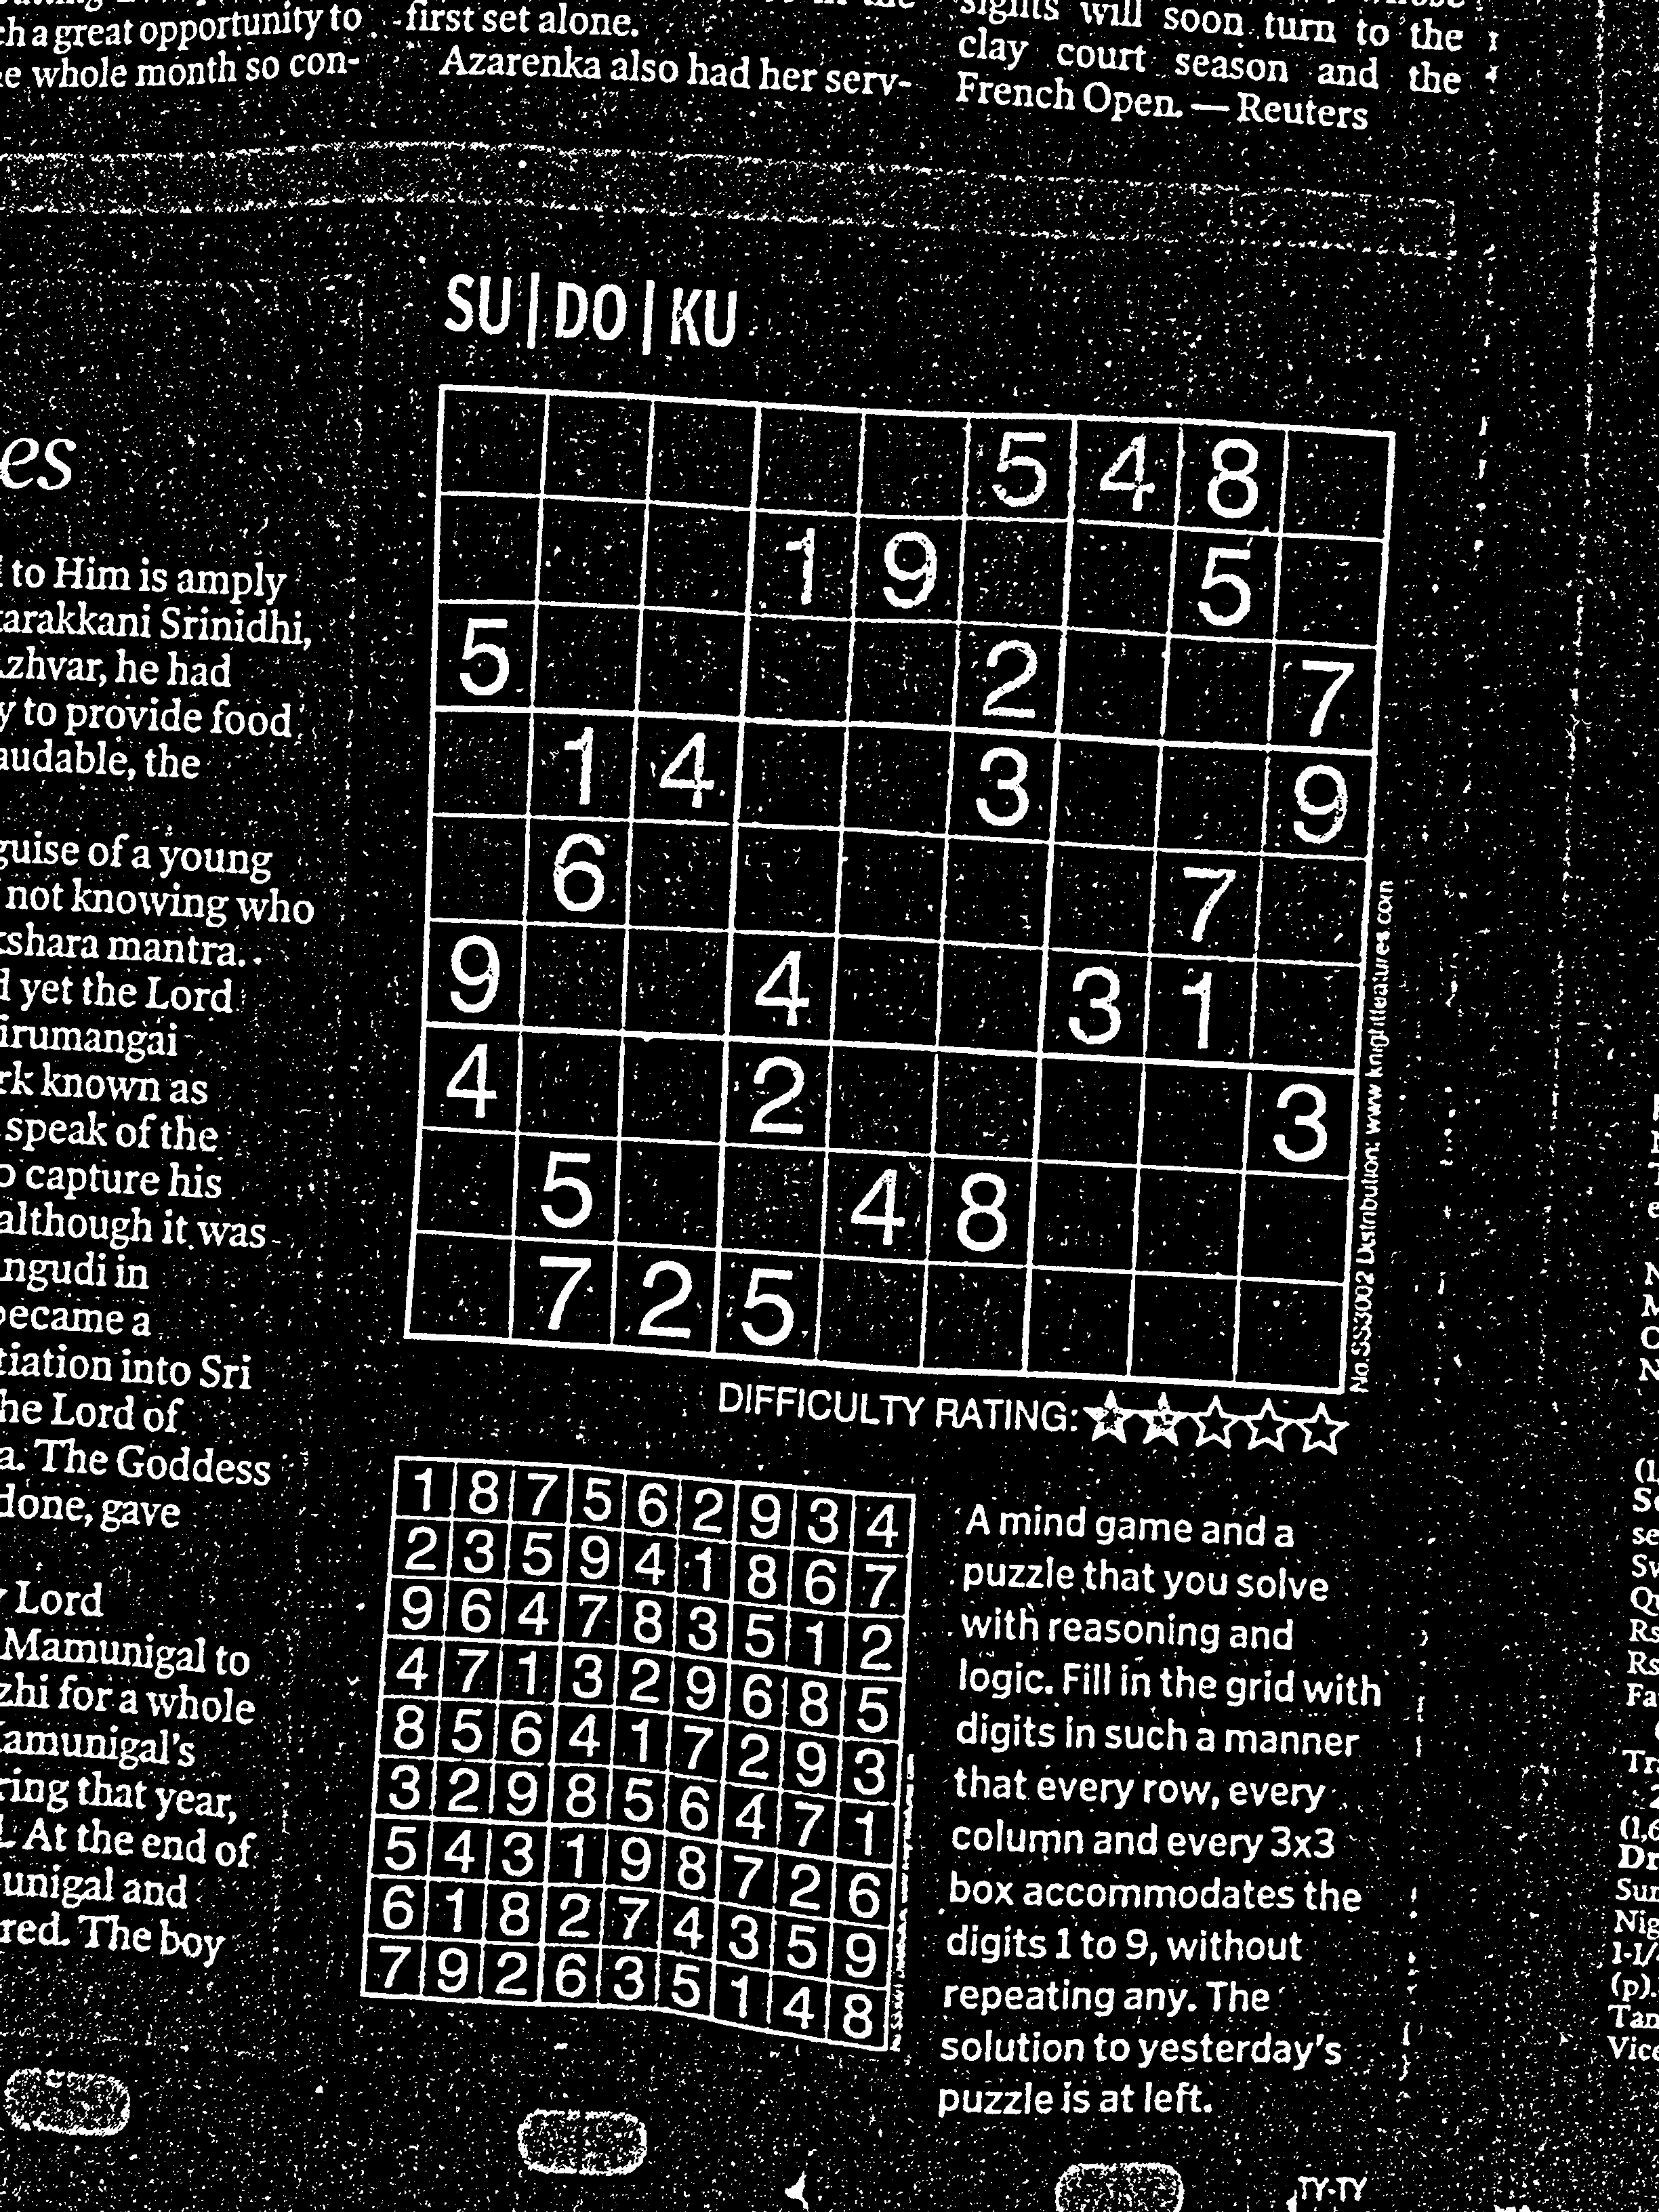 ch a great opportunity to
e whole month so con-
first set alone.
Azarenka also had her serv-
sights will soon turn to the
clay court season and the
French Open. — Reuters
SU|DO|KU
5 4 8
1 9 5
5 2 7
1 4 3 9
6 7
9 4 3 1
4 2 3
5 4 8
7 2 5
No.SS3002 Distribution: www.knightfeatures.com
DIFFICULTY RATING: ★★☆☆☆
1 8 7 5 6 2 9 3 4
2 3 5 9 4 1 8 6 7
9 6 4 7 8 3 5 1 2
4 7 1 3 2 9 6 8 5
8 5 6 4 1 7 2 9 3
3 2 9 8 5 6 4 7 1
5 4 3 1 9 8 7 2 6
6 1 8 2 7 4 3 5 9
7 9 2 6 3 5 1 4 8
A mind game and a
puzzle that you solve
with reasoning and
logic. Fill in the grid with
digits in such a manner
that every row, every
column and every 3x3
box accommodates the
digits 1 to 9, without
repeating any. The
solution to yesterday's
puzzle is at left.
es
to Him is amply
tarakkani Srinidhi,
Azhvar, he had
y to provide food
audable, the
guise of a young
not knowing who
kshara mantra.
d yet the Lord
irumangai
rk known as
speak of the
o capture his
although it was
ngudi in
became a
tiation into Sri
he Lord of
a. The Goddess
done, gave
y Lord
Mamunigal to
zhi for a whole
Mamunigal's
ring that year,
l. At the end of
unigal and
red. The boy
TY-TY